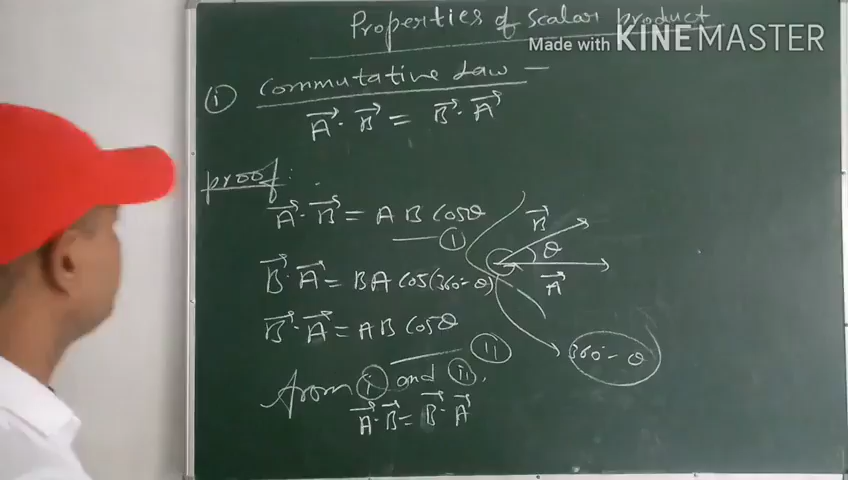 Properties of scalar product
Made with KINEMASTER
(i) Commutative Law -
A⃗ · B⃗ = B⃗ · A⃗
proof :
A⃗ · B⃗ = A B cosθ
(i)
B⃗ · A⃗ = BA cos(360° - θ)
B⃗ · A⃗ = AB cosθ
(ii)
from (i) and (ii),
A⃗ · B⃗ = B⃗ · A⃗
B⃗
θ
A⃗
360° - θ